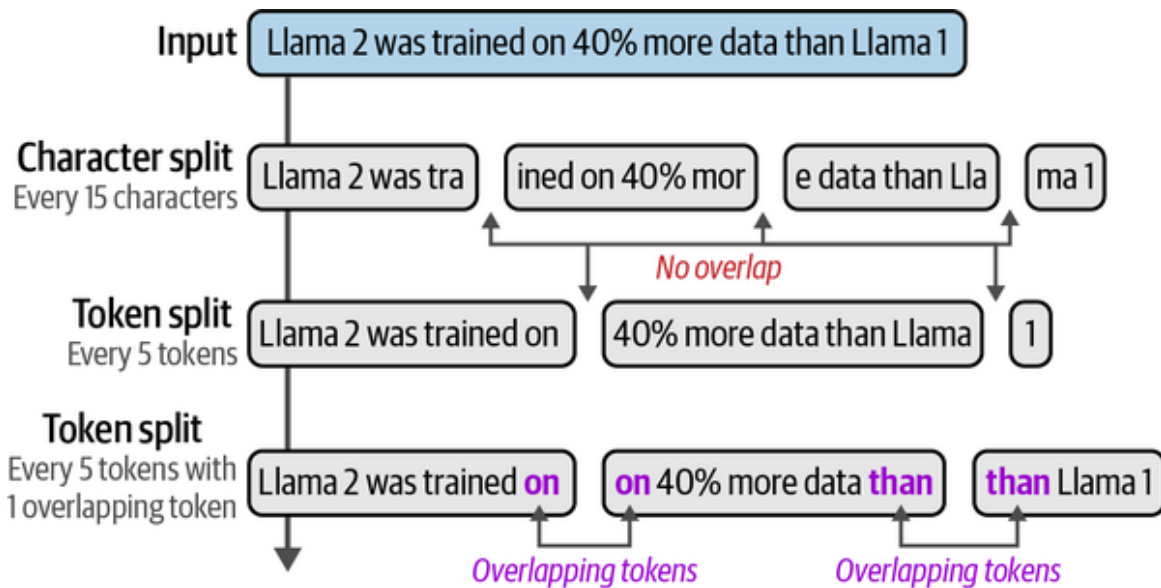 Input
Llama 2 was trained on 40% more data than Llama 1
Character split
Every 15 characters
Llama 2 was tra
ined on 40% mor
e data than Lla
ma 1
No overlap
Token split
Every 5 tokens
Llama 2 was trained on
40% more data than Llama
1
Token split
Every 5 tokens with
1 overlapping token
Llama 2 was trained on
on 40% more data than
than Llama 1
Overlapping tokens
Overlapping tokens